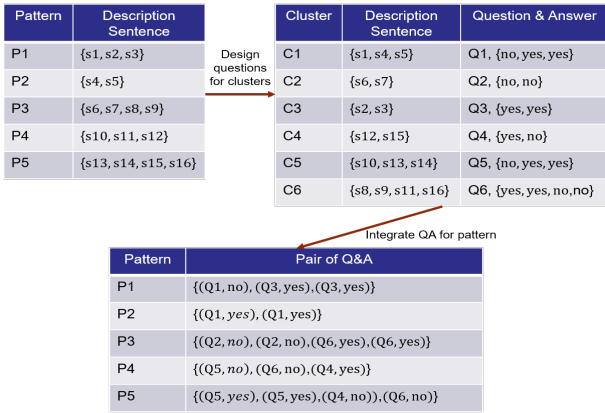 Pattern Description Sentence
P1 {s1, s2, s3}
P2 {s4, s5}
P3 {s6, s7, s8, s9}
P4 {s10, s11, s12}
P5 {s13, s14, s15, s16}
Design
questions
for clusters
Cluster Description Sentence Question & Answer
C1 {s1, s4, s5} Q1, {no, yes, yes}
C2 {s6, s7} Q2, {no, no}
C3 {s2, s3} Q3, {yes, yes}
C4 {s12, s15} Q4, {yes, no}
C5 {s10, s13, s14} Q5, {no, yes, yes}
C6 {s8, s9, s11, s16} Q6, {yes, yes, no,no}
Integrate QA for pattern
Pattern Pair of Q&A
P1 {(Q1, no), (Q3, yes),(Q3, yes)}
P2 {(Q1, yes), (Q1, yes)}
P3 {(Q2, no), (Q2, no),(Q6, yes),(Q6, yes)}
P4 {(Q5, no), (Q6, no),(Q4, yes)}
P5 {(Q5, yes), (Q5, yes),(Q4, no)),(Q6, no)}